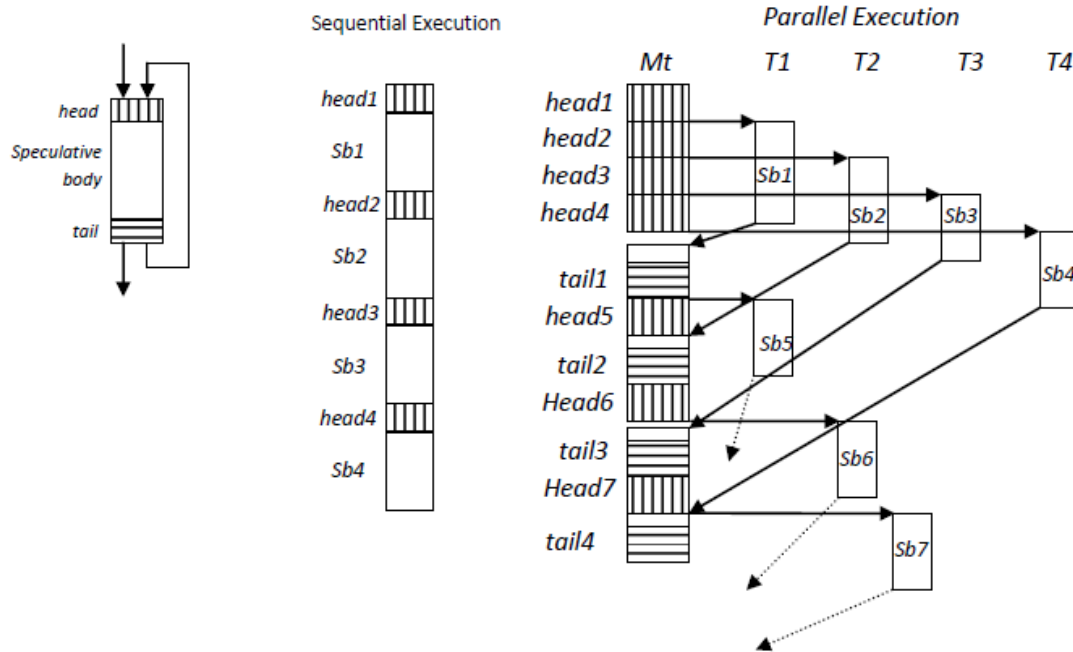 Sequential Execution
Parallel Execution
Mt
T1
T2
T3
T4
head
Speculative
body
tail
head1
Sb1
head2
Sb2
head3
Sb3
head4
Sb4
head1
head2
head3
head4
tail1
head5
tail2
Head6
tail3
Head7
tail4
Sb1
Sb2
Sb3
Sb4
Sb5
Sb6
Sb7